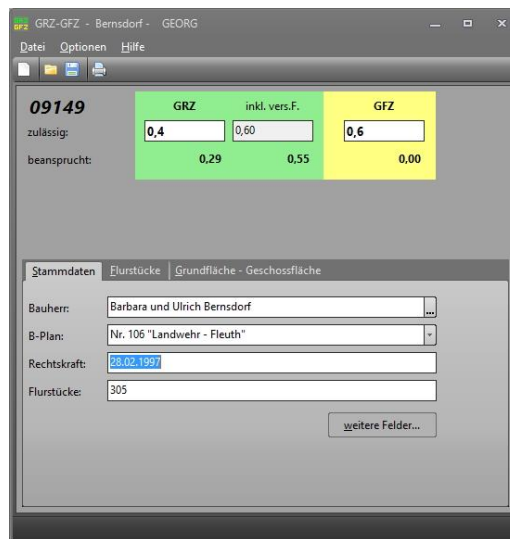 GRZ GFZ GRZ-GFZ - Bernsdorf - GEORG
Datei Optionen Hilfe
09149 GRZ inkl. vers.F. GFZ
zulässig: 0,4 0,60 0,6
beansprucht: 0,29 0,55 0,00
Stammdaten Flurstücke Grundfläche - Geschossfläche
Bauherr: Barbara und Ulrich Bernsdorf ...
B-Plan: Nr. 106 "Landwehr - Fleuth"
Rechtskraft: 28.02.1997
Flurstücke: 305
weitere Felder...